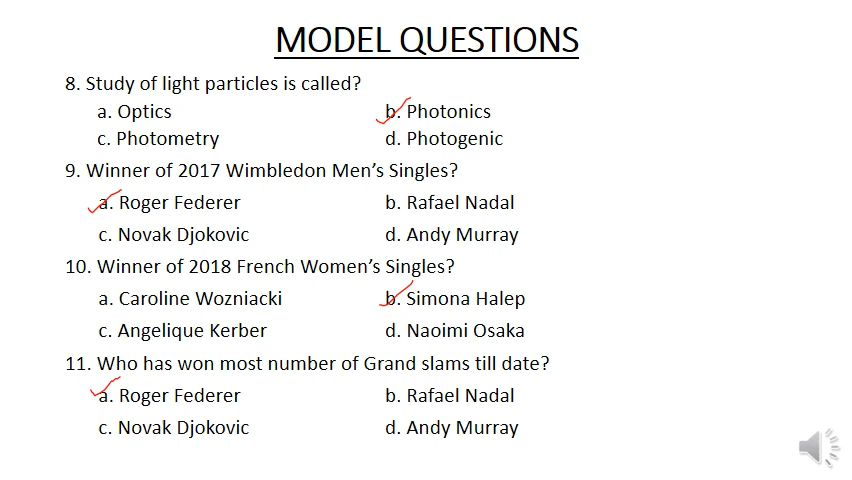 MODEL QUESTIONS
8. Study of light particles is called?
a. Optics b. Photonics
c. Photometry d. Photogenic
9. Winner of 2017 Wimbledon Men’s Singles?
a. Roger Federer b. Rafael Nadal
c. Novak Djokovic d. Andy Murray
10. Winner of 2018 French Women’s Singles?
a. Caroline Wozniacki b. Simona Halep
c. Angelique Kerber d. Naoimi Osaka
11. Who has won most number of Grand slams till date?
a. Roger Federer b. Rafael Nadal
c. Novak Djokovic d. Andy Murray